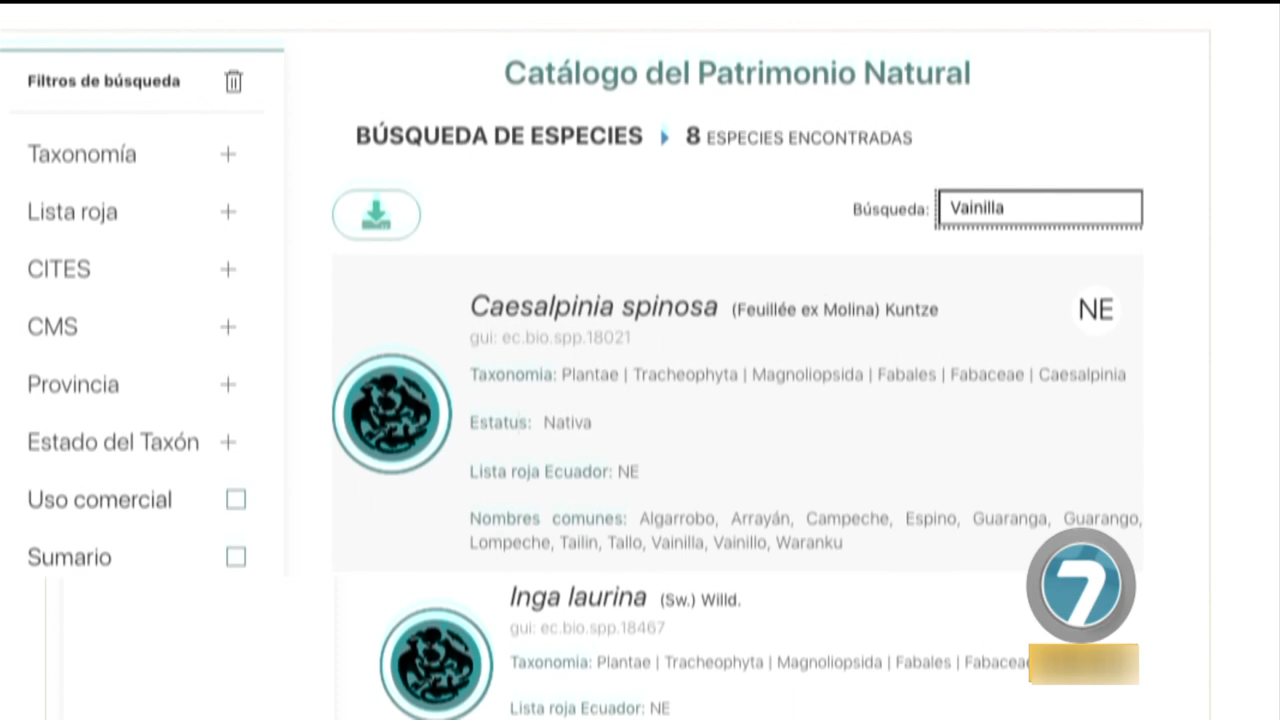 Catálogo del Patrimonio Natural
Filtros de búsqueda
Taxonomía +
Lista roja +
CITES +
CMS +
Provincia +
Estado del Taxón +
Uso comercial
Sumario
BÚSQUEDA DE ESPECIES 8 ESPECIES ENCONTRADAS
Búsqueda: Vainilla
Caesalpinia spinosa (Feuillée ex Molina) Kuntze
NE
gui: ec.bio.spp.18021
Taxonomia: Plantae | Tracheophyta | Magnoliopsida | Fabales | Fabaceae | Caesalpinia
Estatus: Nativa
Lista roja Ecuador: NE
Nombres comunes: Algarrobo, Arrayán, Campeche, Espino, Guaranga, Guarango,
Lompeche, Tailin, Tallo, Vainilla, Vainillo, Waranku
Inga laurina (Sw.) Willd.
gui: ec.bio.spp.18467
Taxonomia: Plantae | Tracheophyta | Magnoliopsida | Fabales |
Lista roja Ecuador: NE
7